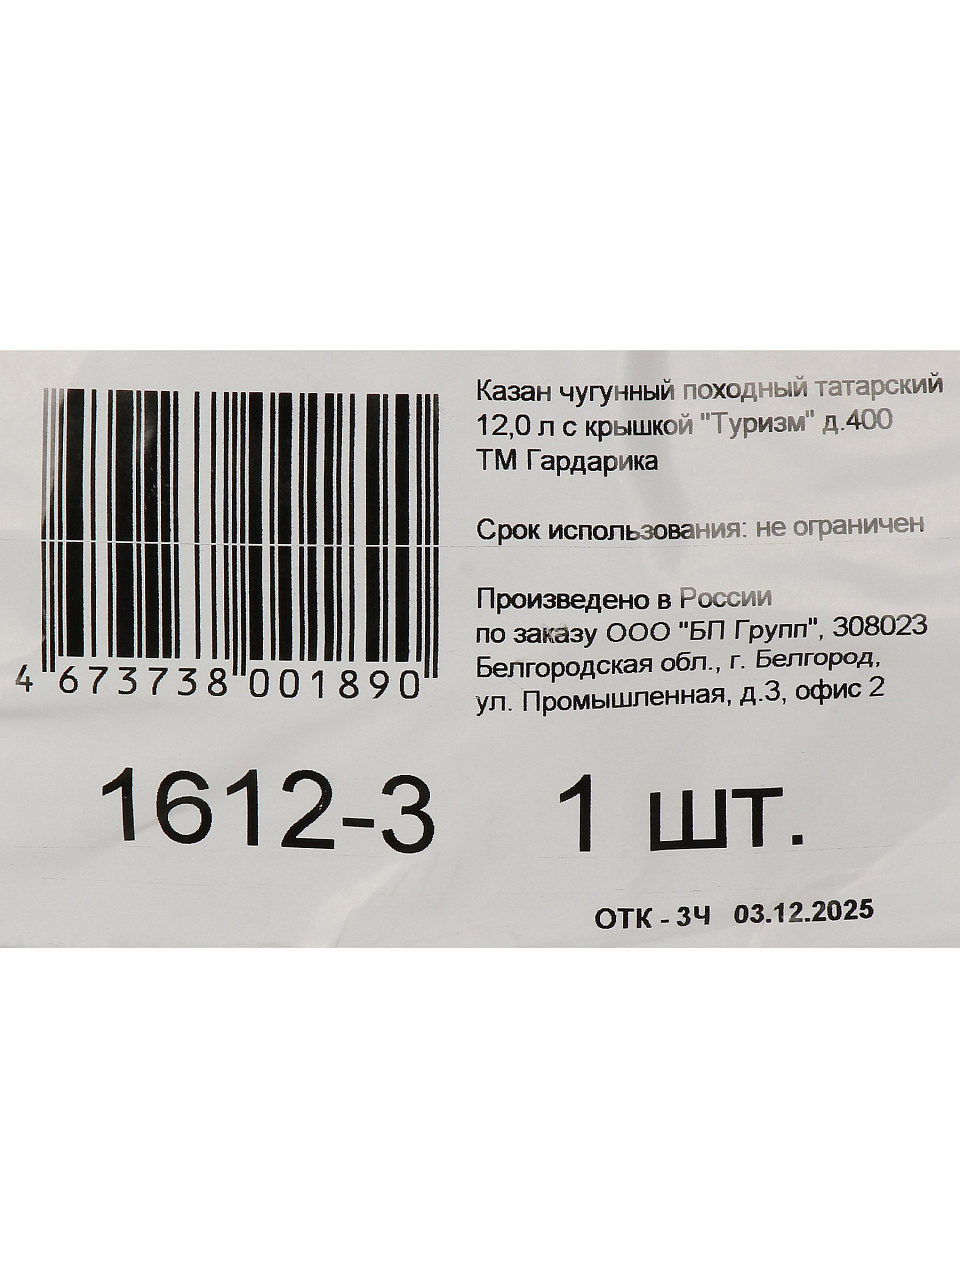 Казан чугунный походный татарский
12,0 л с крышкой "Туризм" д.400
ТМ Гардарика
Срок использования: не ограничен
Произведено в России
по заказу ООО "БП Групп", 308023
Белгородская обл., г. Белгород,
ул. Промышленная, д.3, офис 2
4 673738 001890
1612-3 1 шт.
ОТК - 3Ч 03.12.2025